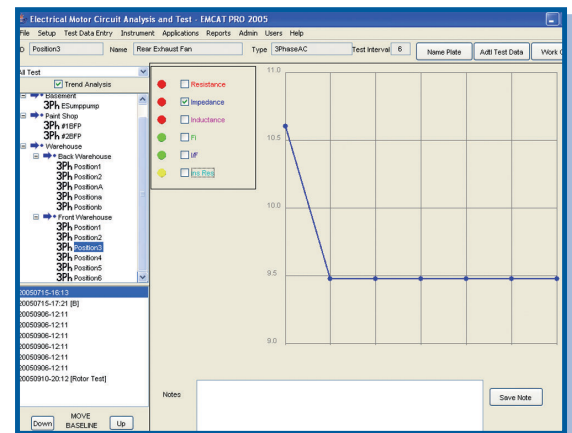 Electrical Motor Circuit Analysis and Test - EMCAT PRO 2005
File Setup Test Data Entry Instrument Applications Reports Admin Users Help
D Position3 Name Rear Exhaust Fan Type 3PhaseAC Test Interval 6 Name Plate Adtl Test Data Work O
All Test
Trend Analysis
Basement
3Ph ESumppump
Paint Shop
3Ph #1BFP
3Ph #2BFP
Warehouse
Back Warehouse
3Ph Position1
3Ph Position2
3Ph PositionA
3Ph Positiona
3Ph Positionb
Front Warehouse
3Ph Position1
3Ph Position2
3Ph Position3
3Ph Position4
3Ph Position5
3Ph Position6
20050715-16:13
20050715-17:21 [B]
20050906-12:11
20050906-12:11
20050906-12:11
20050906-12:11
20050906-12:11
20050910-20:12 [Rotor Test]
MOVE
Down BASELINE Up
Resistance
Impedance
Inductance
Fi
I/F
Ins Res
11.0
10.5
10.0
9.5
9.0
Notes
Save Note